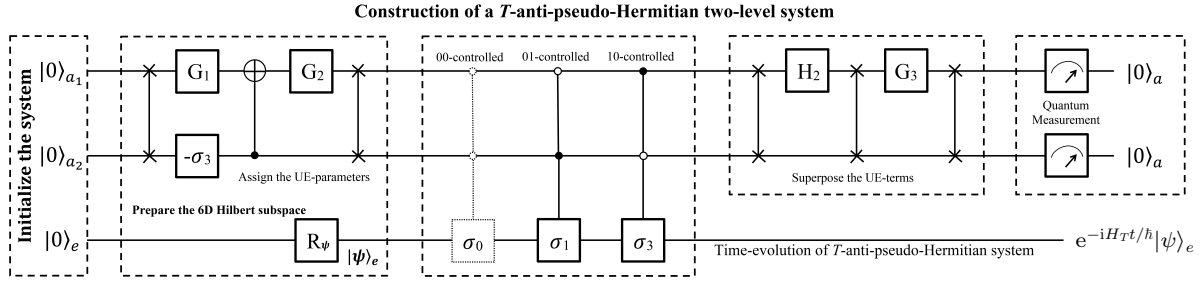 Construction of a T-anti-pseudo-Hermitian two-level system
Initialize the system
|0⟩a₁
|0⟩a₂
|0⟩e
G₁
G₂
-σ₃
Assign the UE-parameters
Prepare the 6D Hilbert subspace
Rψ
|ψ⟩e
00-controlled
01-controlled
10-controlled
σ₀
σ₁
σ₃
H₂
G₃
Superpose the UE-terms
Quantum
Measurement
|0⟩a
|0⟩a
Time-evolution of T-anti-pseudo-Hermitian system
e^{-iH_T t/ħ}|ψ⟩e